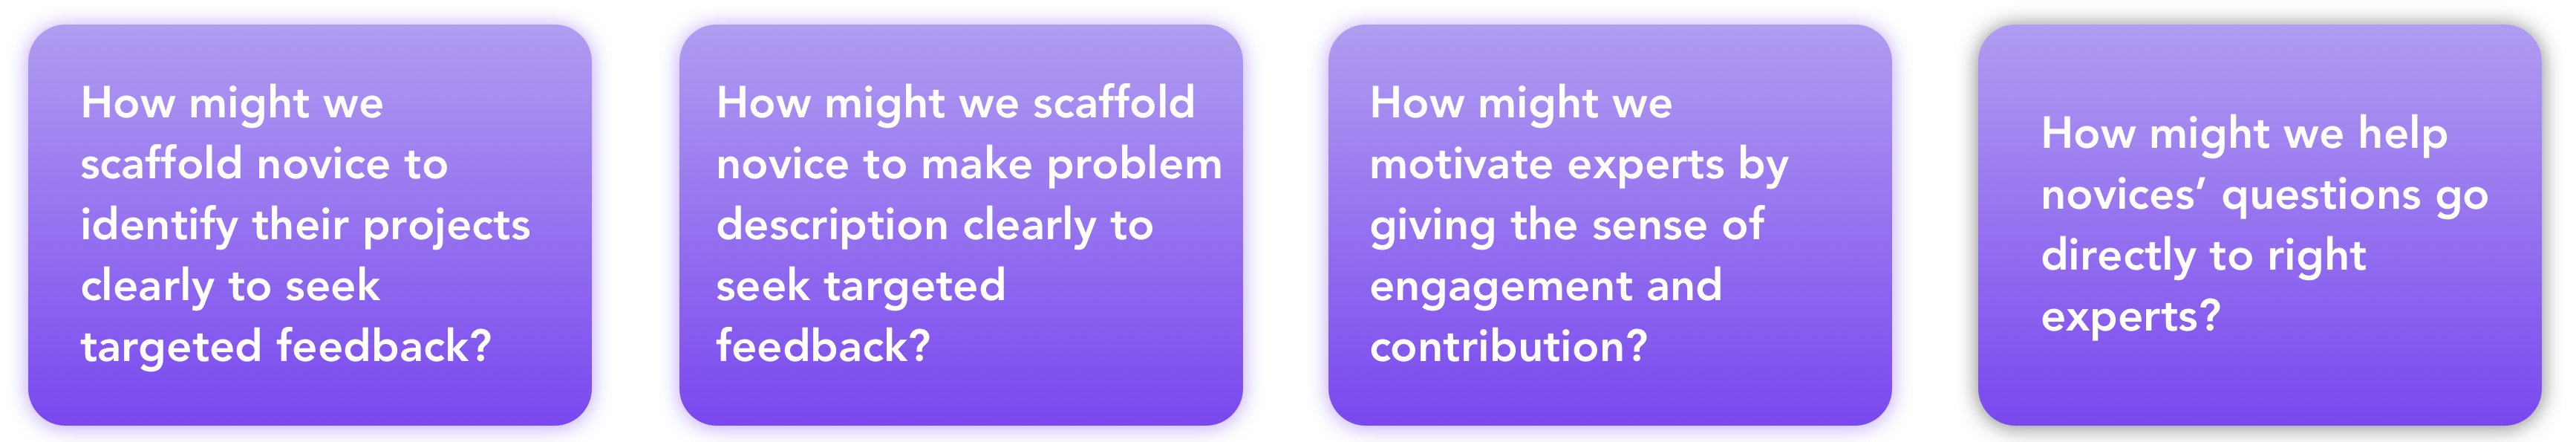 How might we
scaffold novice to
identify their projects
clearly to seek
targeted feedback?
How might we scaffold
novice to make problem
description clearly to
seek targeted
feedback?
How might we
motivate experts by
giving the sense of
engagement and
contribution?
How might we help
novices’ questions go
directly to right
experts?